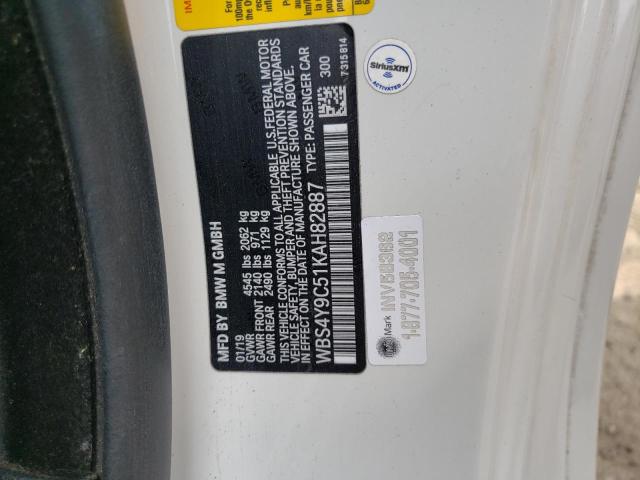 MFD BY: BMW M GMBH
01/19
GVWR 4545 lbs 2062 kg
GAWR FRONT 2140 lbs 971 kg
GAWR REAR 2490 lbs 1129 kg
THIS VEHICLE CONFORMS TO ALL APPLICABLE U.S. FEDERAL MOTOR
VEHICLE SAFETY, BUMPER AND THEFT PREVENTION STANDARDS
IN EFFECT ON THE DATE OF MANUFACTURE SHOWN ABOVE.
WBS4Y9C51KAH82887 TYPE: PASSENGER CAR
300
7315814
SiriusXM
ACTIVATED
Mark
INV58362
1-877-705-4001